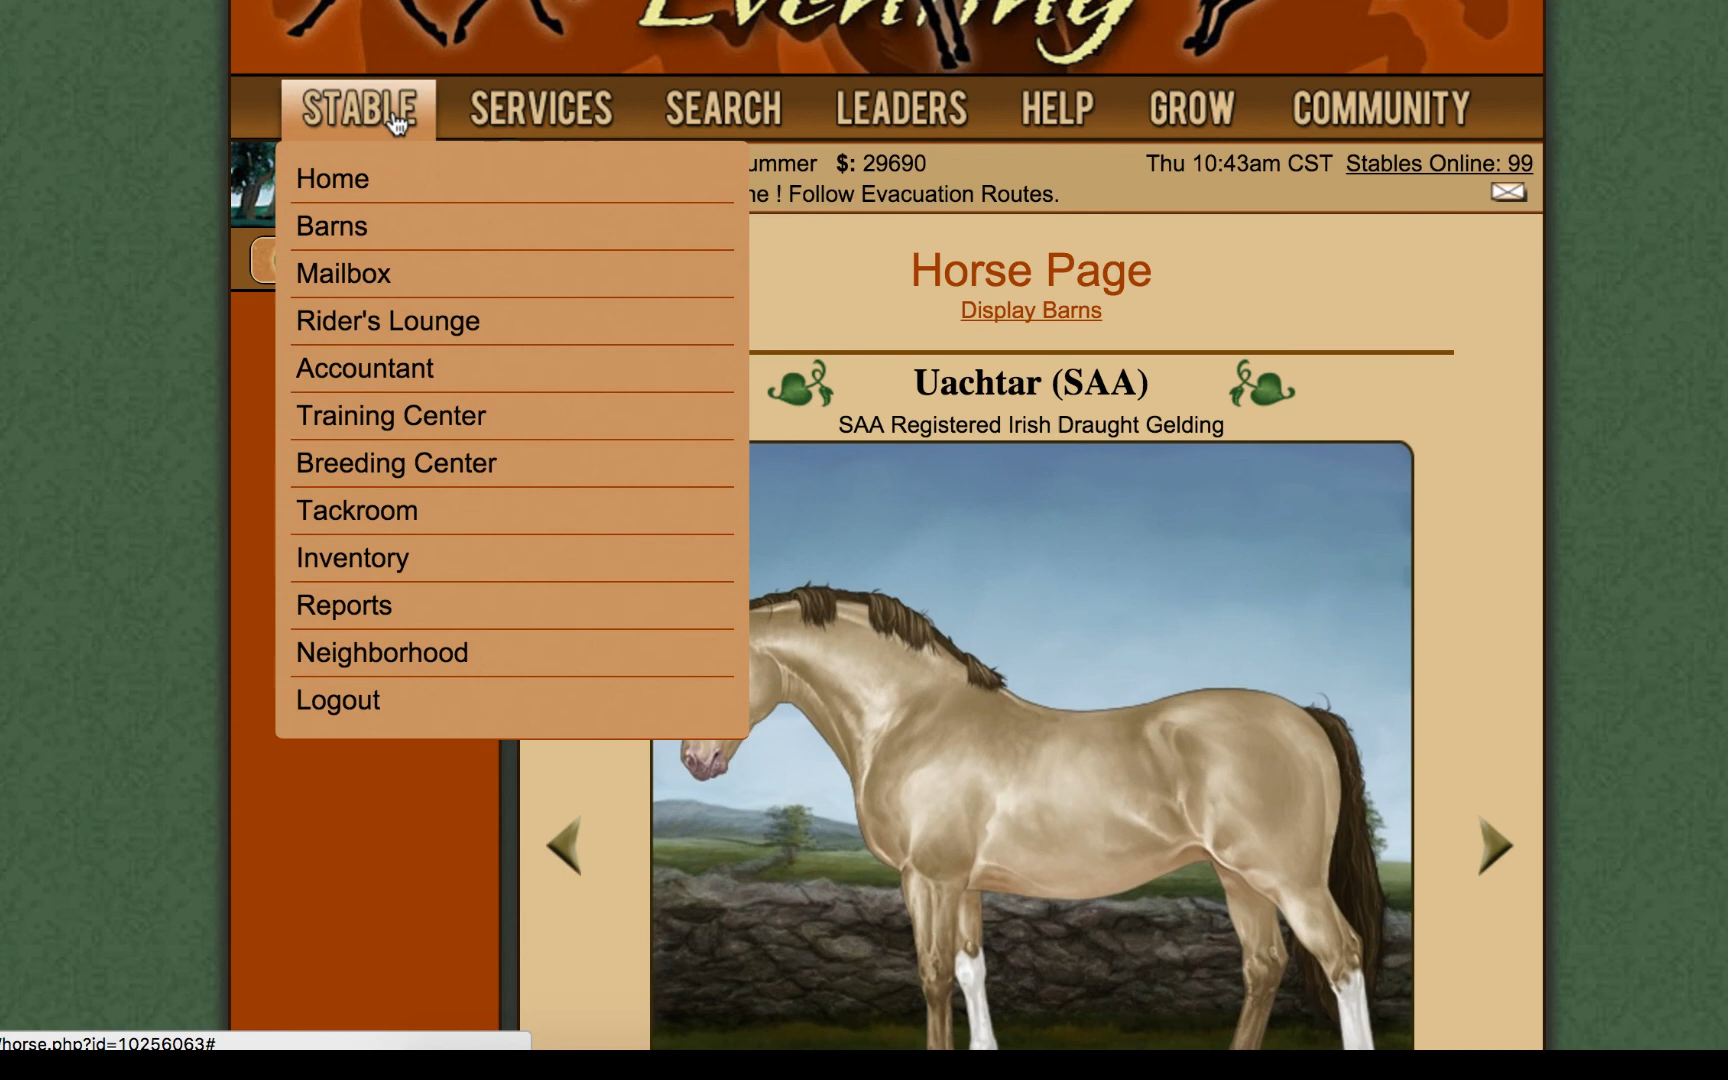 Evening
STABLE SERVICES SEARCH LEADERS HELP GROW COMMUNITY
$: 29690 Thu 10:43am CST Stables Online: 99
! Follow Evacuation Routes.
Home
Barns
Mailbox
Rider's Lounge
Accountant
Training Center
Breeding Center
Tackroom
Inventory
Reports
Neighborhood
Logout
Horse Page
Display Barns
Uachtar (SAA)
SAA Registered Irish Draught Gelding
/horse.php?id=10256063#